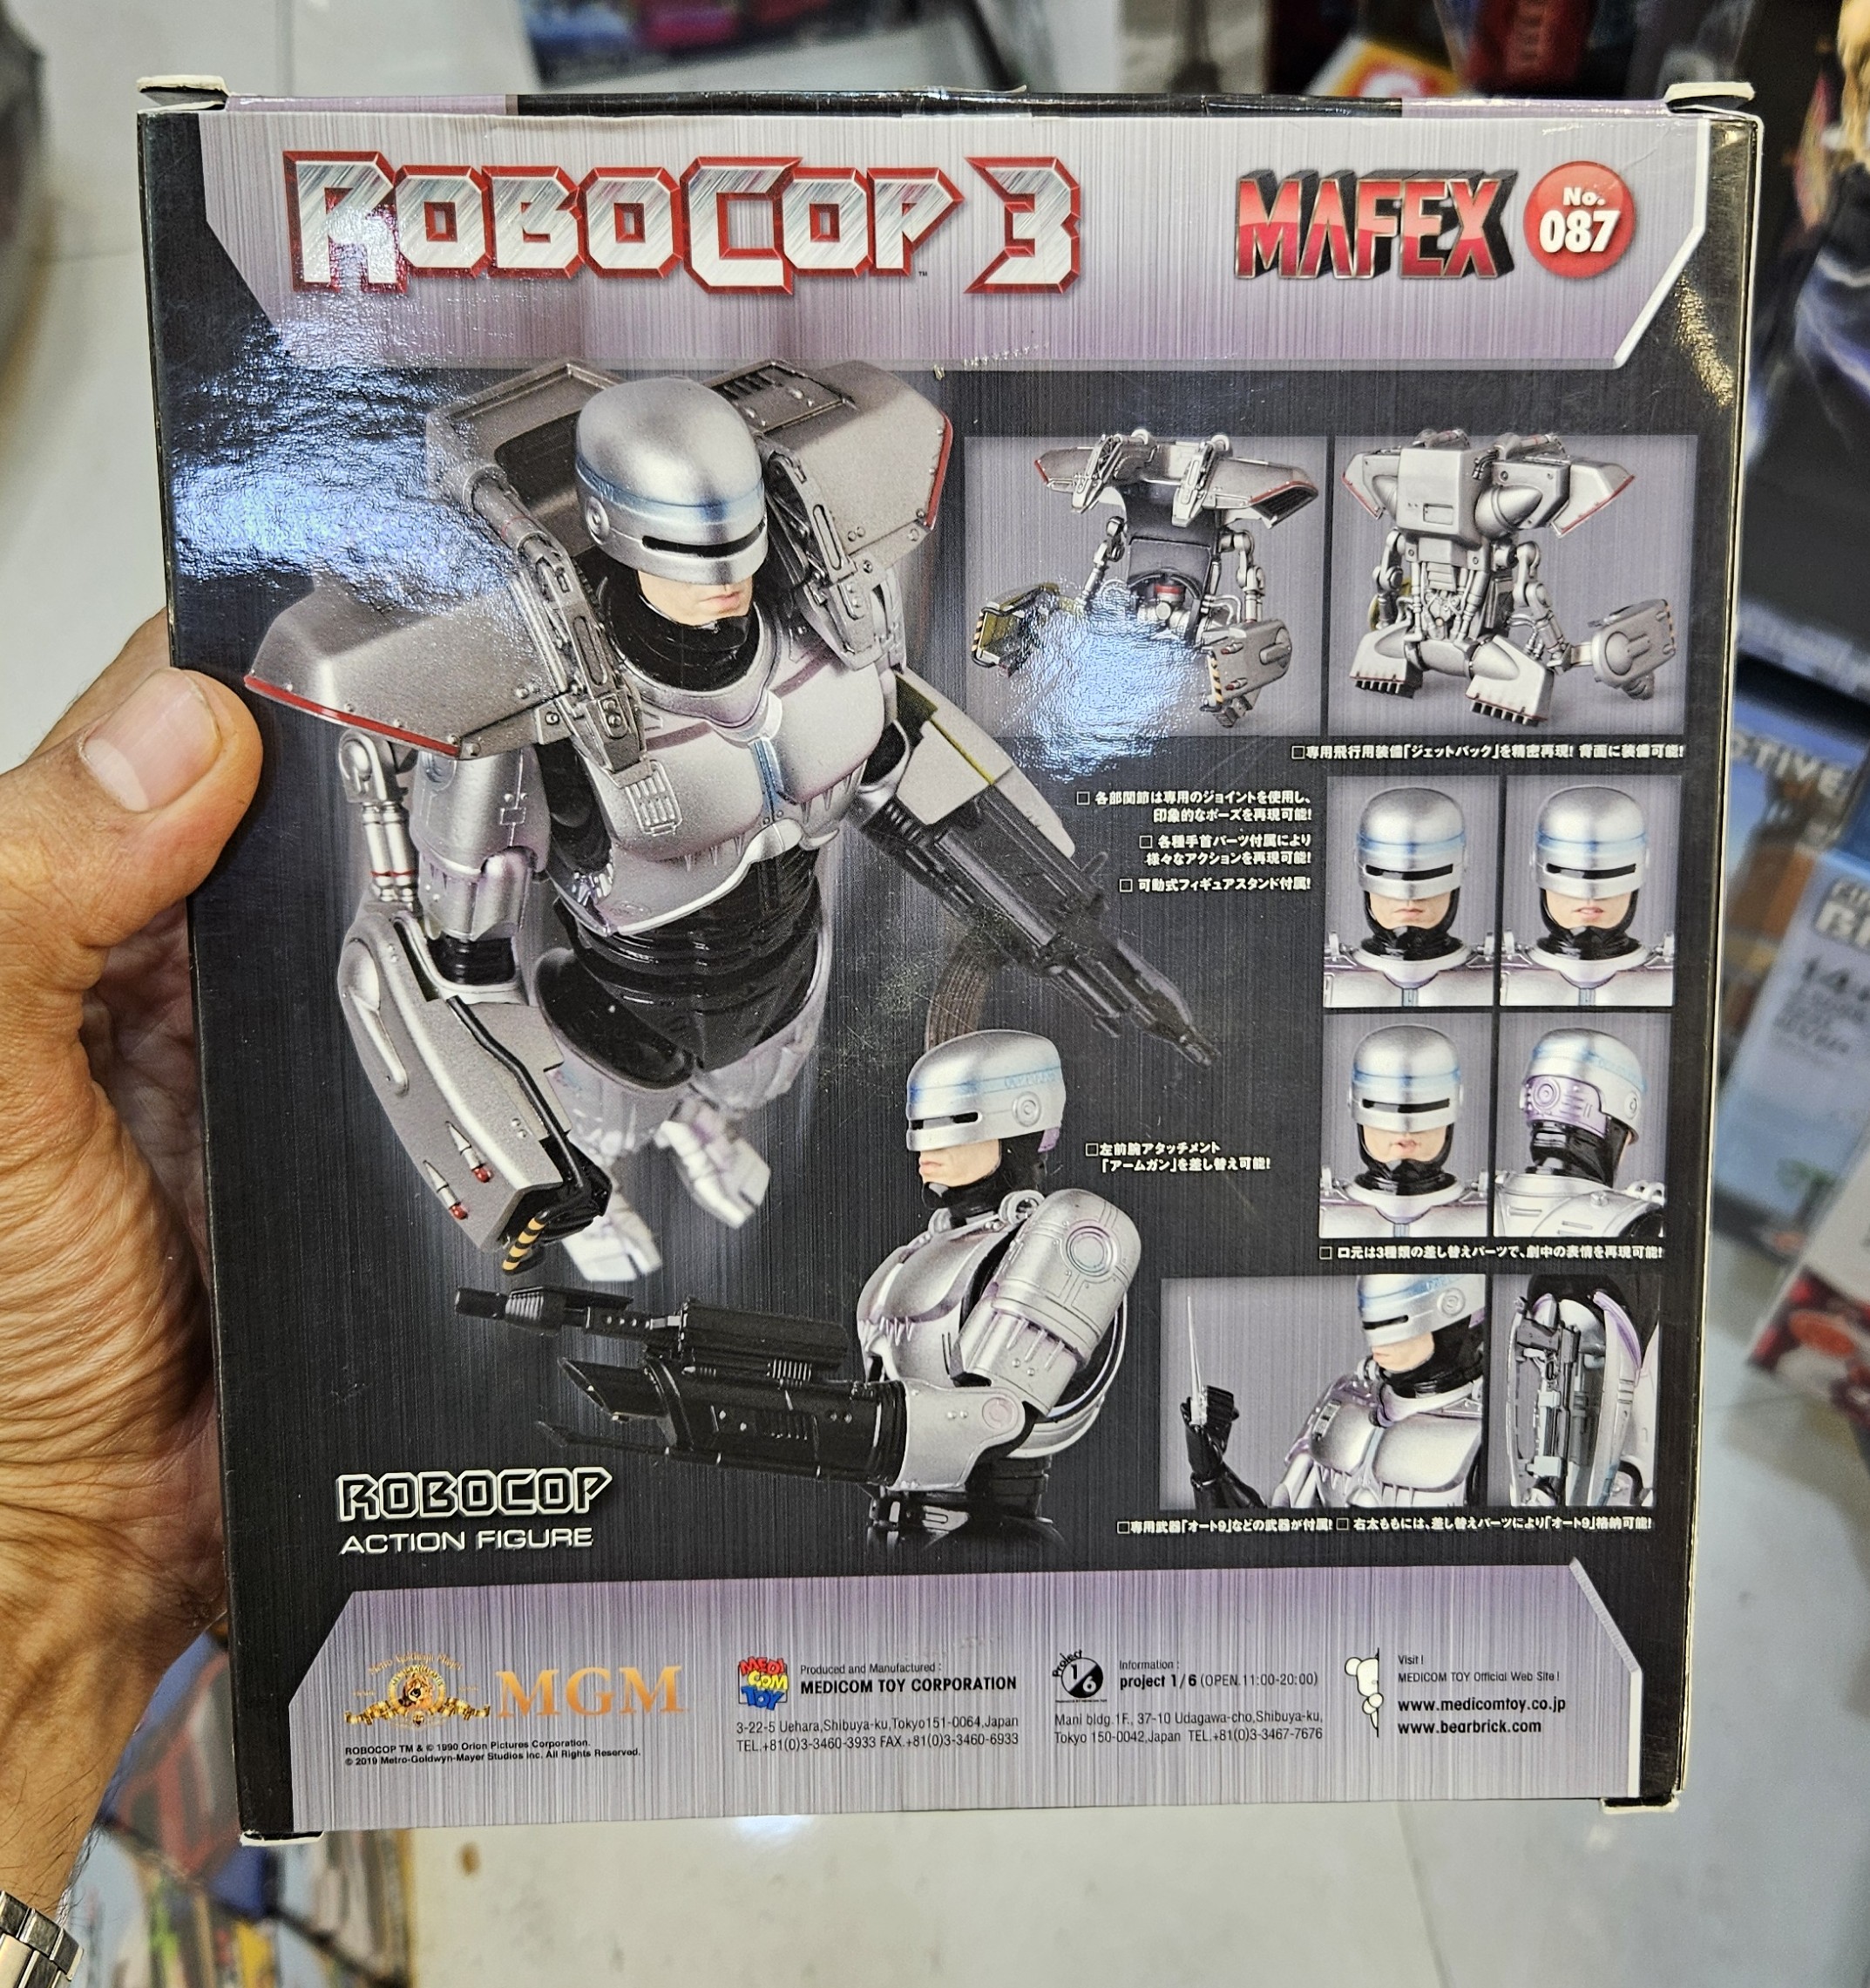 ROBOCOP 3
MAFEX
No.
087
□専用飛行用装備「ジェットパック」を精密再現! 背面に装備可能!
□ 各部関節は専用のジョイントを使用し、
印象的なポーズを再現可能!
□ 各種手首パーツ付属により
様々なアクションを再現可能!
□ 可動式フィギュアスタンド付属!
□左前腕アタッチメント
「アームガン」を差し替え可能!
□ 口元は3種類の差し替えパーツで、劇中の表情を再現可能!
□専用武器「オート9」などの武器が付属! □ 右太ももには、差し替えパーツにより「オート9」格納可能!
ROBOCOP
ACTION FIGURE
MGM
ROBOCOP TM & © 1990 Orion Pictures Corporation.
© 2019 Metro-Goldwyn-Mayer Studios Inc. All Rights Reserved.
MEDI
COM
TOY
Produced and Manufactured :
MEDICOM TOY CORPORATION
3-22-5 Uehara,Shibuya-ku,Tokyo151-0064,Japan
TEL.+81(0)3-3460-3933 FAX.+81(0)3-3460-6933
Project
1/6
Information :
project 1/6 (OPEN.11:00-20:00)
Mani bldg.1F., 37-10 Udagawa-cho,Shibuya-ku,
Tokyo 150-0042,Japan TEL.+81(0)3-3467-7676
Visit !
MEDICOM TOY Official Web Site !
www.medicomtoy.co.jp
www.bearbrick.com